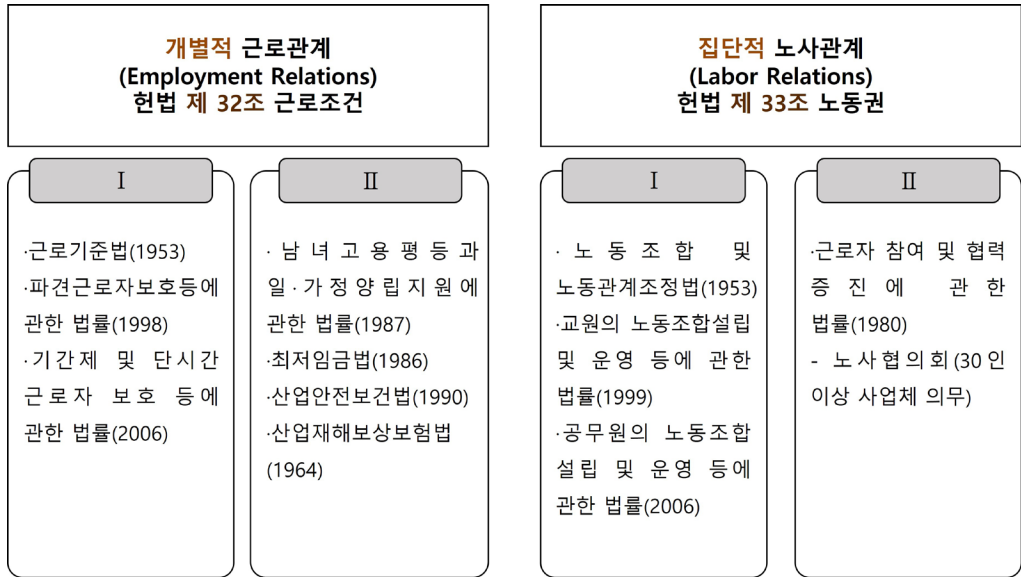 개별적 근로관계
(Employment Relations)
헌법 제 32조 근로조건
Ⅰ
·근로기준법(1953)
·파견근로자보호등에
관한 법률(1998)
·기간제 및 단시간
근로자 보호 등에
관한 법률(2006)
Ⅱ
·남녀고용평등과
일·가정양립지원에
관한 법률(1987)
·최저임금법(1986)
·산업안전보건법(1990)
·산업재해보상보험법
(1964)
집단적 노사관계
(Labor Relations)
헌법 제 33조 노동권
Ⅰ
·노동조합 및
노동관계조정법(1953)
·교원의 노동조합설립
및 운영 등에 관한
법률(1999)
·공무원의 노동조합
설립 및 운영 등에
관한 법률(2006)
Ⅱ
·근로자 참여 및 협력
증진에 관한
법률(1980)
- 노사협의회(30인
이상 사업체 의무)